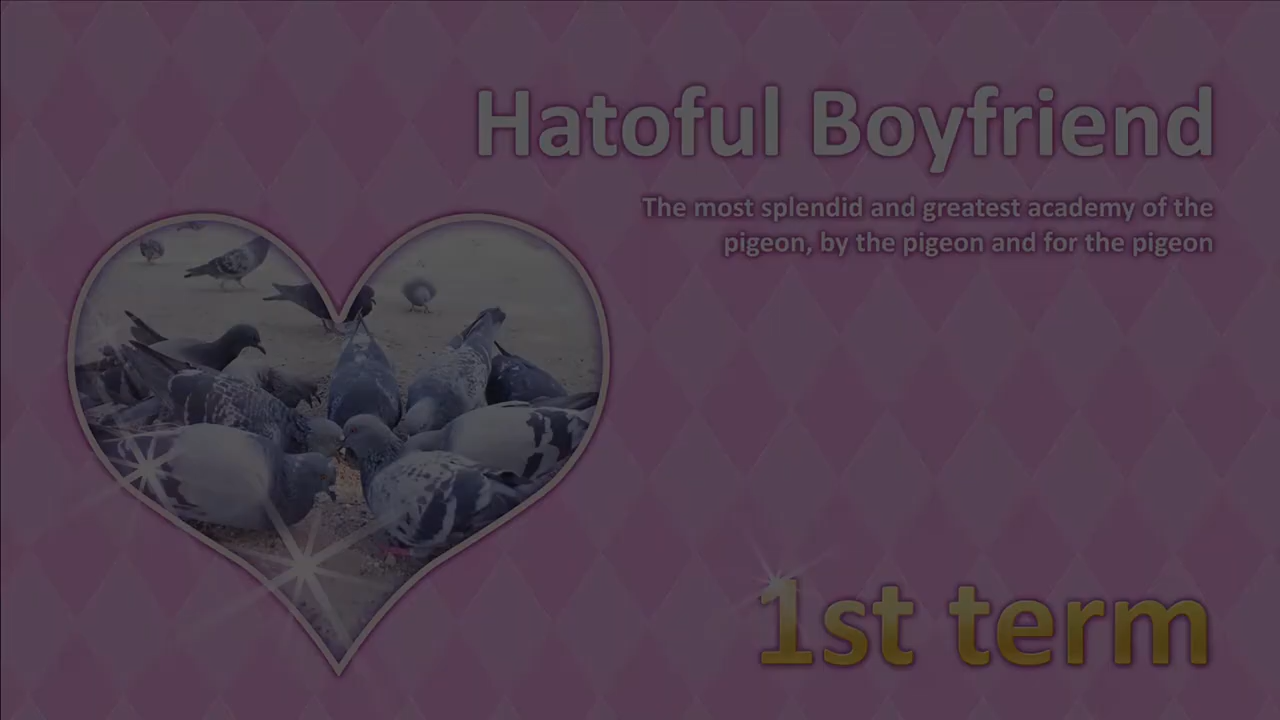 Hatoful Boyfriend
The most splendid and greatest academy of the
pigeon, by the pigeon and for the pigeon
1st term